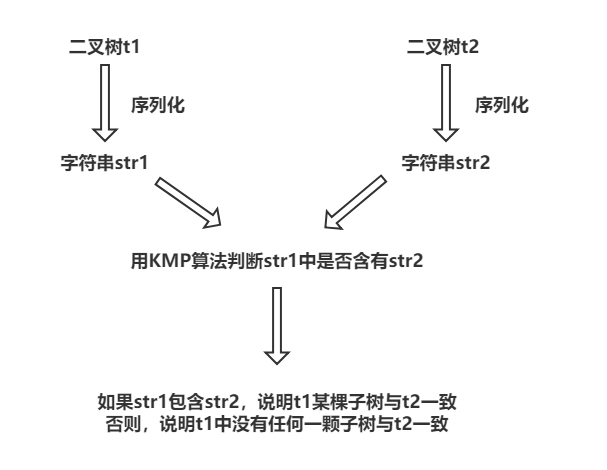 二叉树t1
二叉树t2
序列化
序列化
字符串str1
字符串str2
用KMP算法判断str1中是否含有str2
如果str1包含str2，说明t1某棵子树与t2一致
否则，说明t1中没有任何一颗子树与t2一致